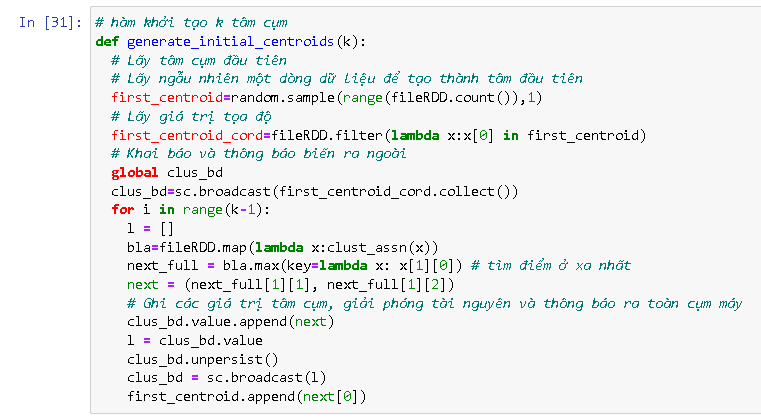 In [31]: # hàm khởi tạo k tâm cụm
def generate_initial_centroids(k):
  # Lấy tâm cụm đầu tiên
  # Lấy ngẫu nhiên một dòng dữ liệu để tạo thành tâm đầu tiên
  first_centroid=random.sample(range(fileRDD.count()),1)
  # Lấy giá trị tọa độ
  first_centroid_cord=fileRDD.filter(lambda x:x[0] in first_centroid)
  # Khai báo và thông báo biến ra ngoài
  global clus_bd
  clus_bd=sc.broadcast(first_centroid_cord.collect())
  for i in range(k-1):
    l = []
    bla=fileRDD.map(lambda x:clust_assn(x))
    next_full = bla.max(key=lambda x: x[1][0]) # tìm điểm ở xa nhất
    next = (next_full[1][1], next_full[1][2])
    # Ghi các giá trị tâm cụm, giải phóng tài nguyên và thông báo ra toàn cụm máy
    clus_bd.value.append(next)
    l = clus_bd.value
    clus_bd.unpersist()
    clus_bd = sc.broadcast(l)
    first_centroid.append(next[0])